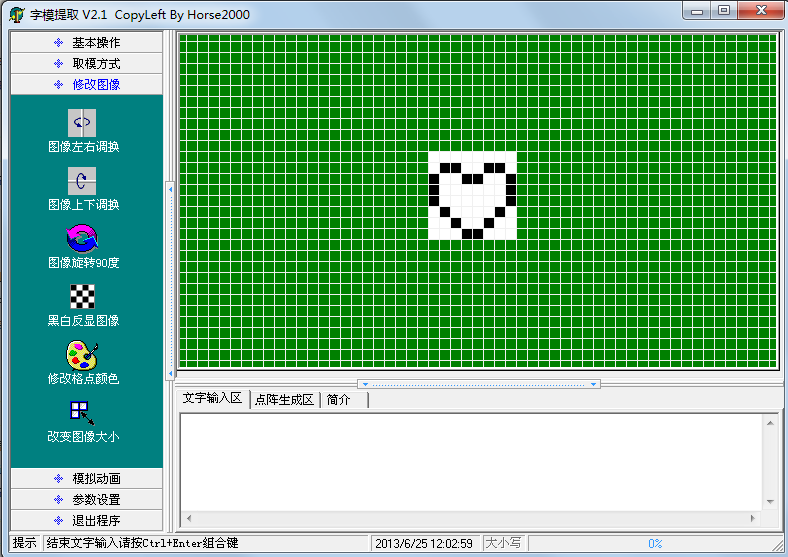 字模提取 V2.1 CopyLeft By Horse2000
基本操作
取模方式
修改图像
图像左右调换
图像上下调换
图像旋转90度
黑白反显图像
修改格点颜色
改变图像大小
模拟动画
参数设置
退出程序
文字输入区 点阵生成区 简介
提示 结束文字输入请按Ctrl+Enter组合键 2013/6/25 12:02:59 大小写 0%